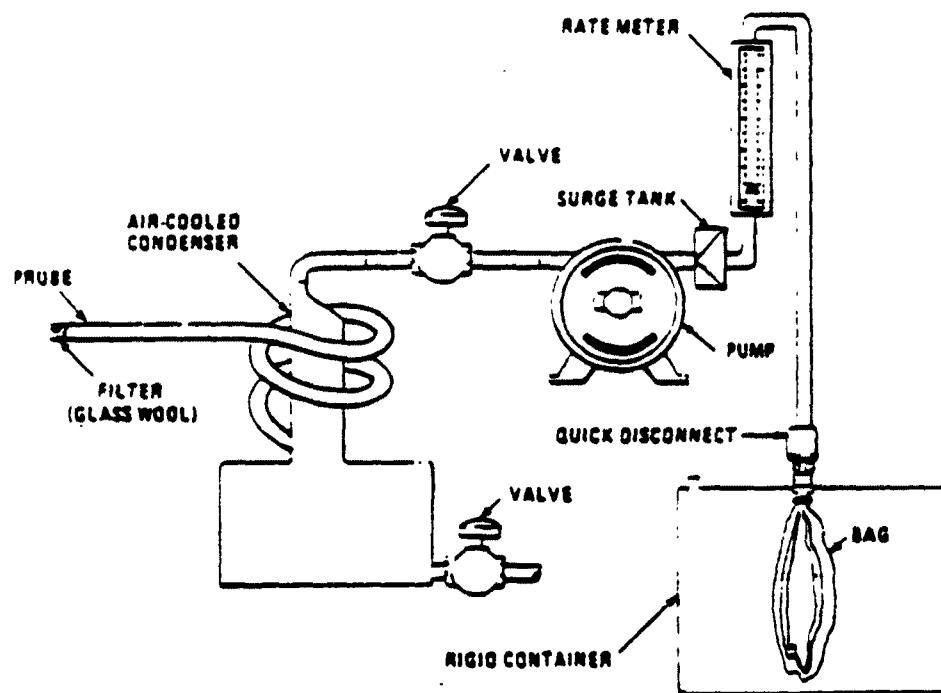 RATE METER
VALVE
SURGE TANK
AIR-COOLED
CONDENSER
PROBE
PUMP
FILTER
(GLASS WOOL)
QUICK DISCONNECT
VALVE
BAG
RIGID CONTAINER